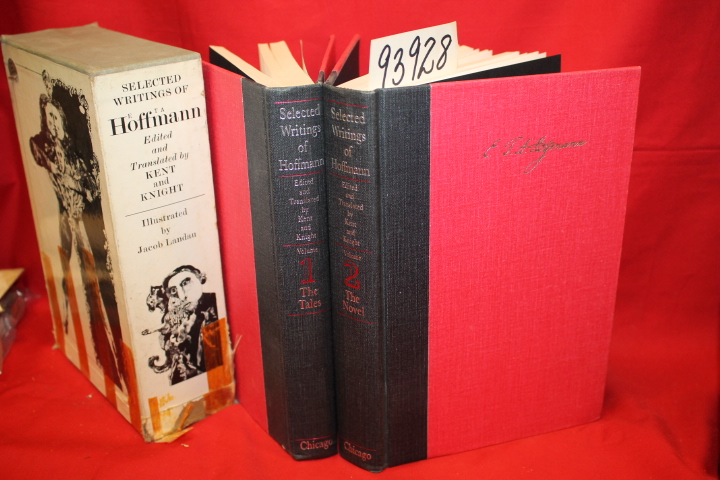 SELECTED
WRITINGS OF
E T A
Hoffmann
Edited
and
Translated by
KENT
and
KNIGHT
Illustrated
by
Jacob Landau
Selected
Writings
of
Hoffmann
Edited
and
Translated
by
Kent
and
Knight
Volume
1
The
Tales
Chicago
93928
Selected
Writings
of
Hoffmann
Edited
and
Translated
by
Kent
and
Knight
Volume
2
The
Novel
Chicago